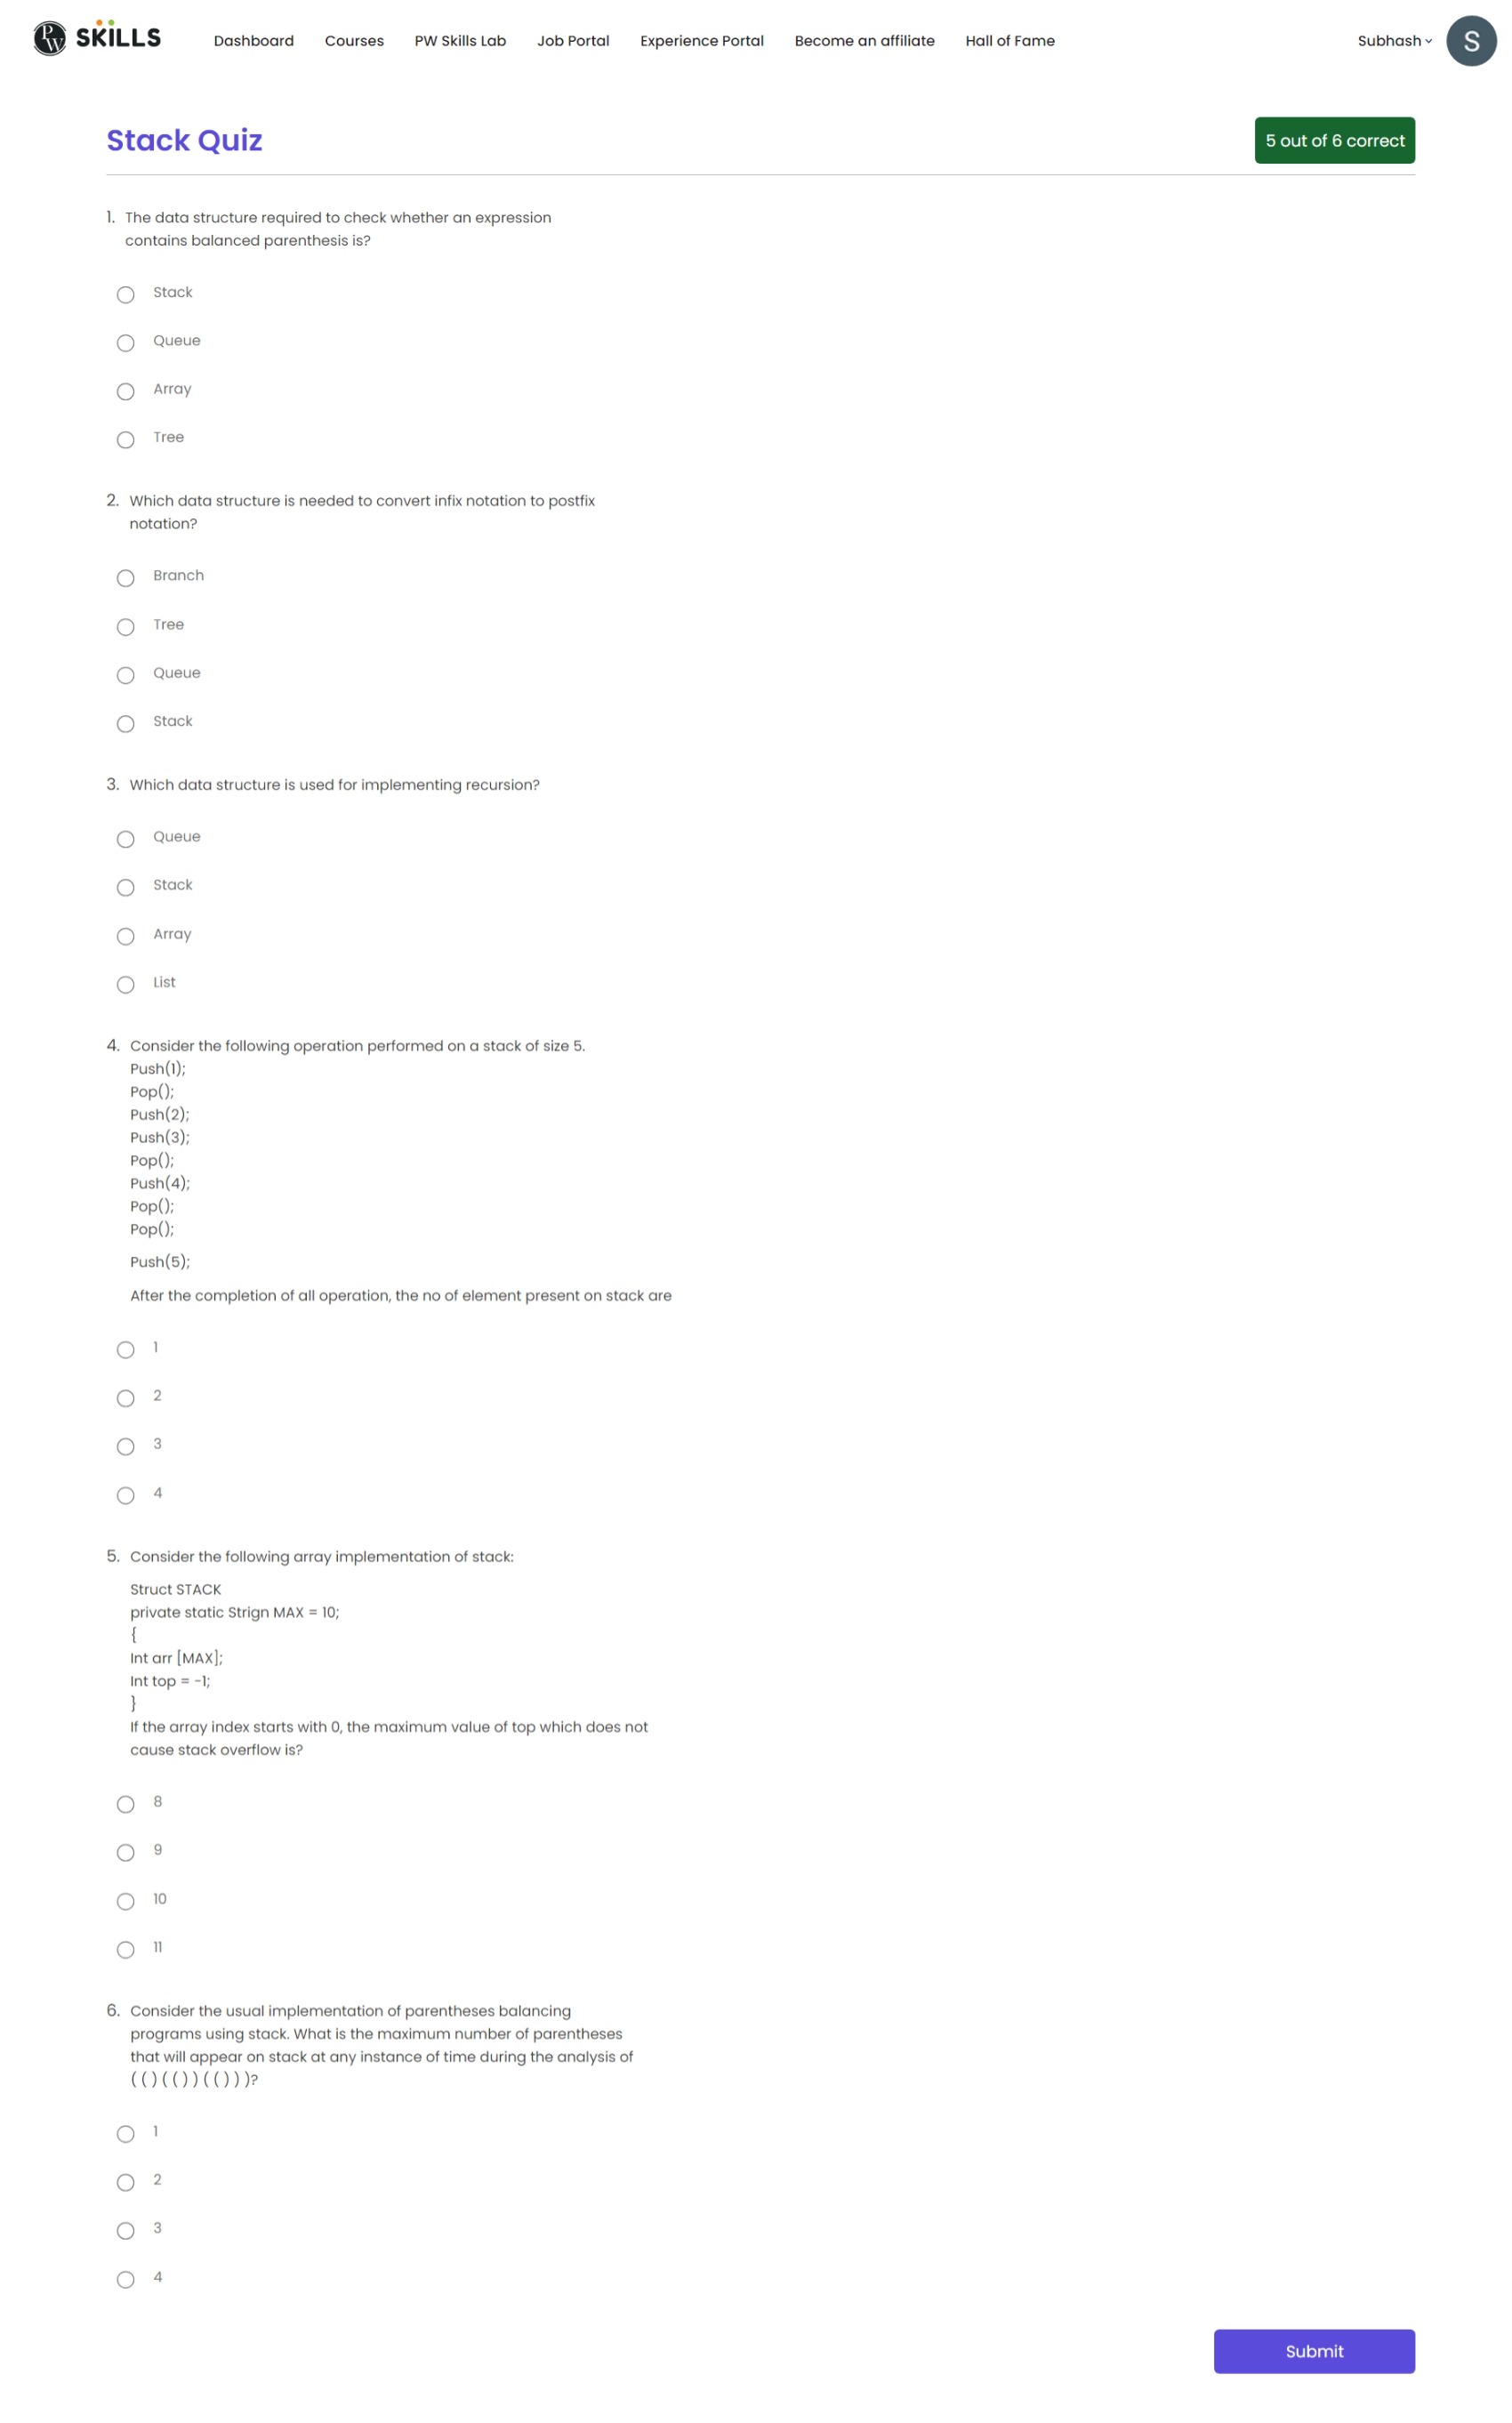 PW SKILLS Dashboard Courses PW Skills Lab Job Portal Experience Portal Become an affiliate Hall of Fame Subhash S
Stack Quiz 5 out of 6 correct
1. The data structure required to check whether an expression
contains balanced parenthesis is?
Stack
Queue
Array
Tree
2. Which data structure is needed to convert infix notation to postfix
notation?
Branch
Tree
Queue
Stack
3. Which data structure is used for implementing recursion?
Queue
Stack
Array
List
4. Consider the following operation performed on a stack of size 5.
Push(1);
Pop();
Push(2);
Push(3);
Pop();
Push(4);
Pop();
Pop();
Push(5);
After the completion of all operation, the no of element present on stack are
1
2
3
4
5. Consider the following array implementation of stack:
Struct STACK
private static Strign MAX = 10;
{
Int arr [MAX];
Int top = -1;
}
If the array index starts with 0, the maximum value of top which does not
cause stack overflow is?
8
9
10
11
6. Consider the usual implementation of parentheses balancing
programs using stack. What is the maximum number of parentheses
that will appear on stack at any instance of time during the analysis of
( ( ) ( ( ) ) ( ( ) ) )?
1
2
3
4
Submit